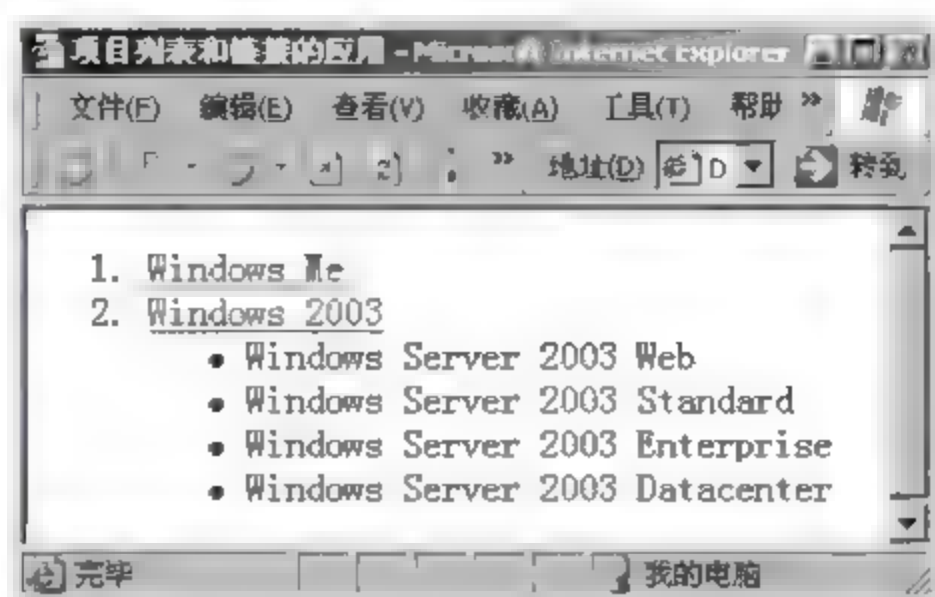 项目列表和链接的应用 - Microsoft Internet Explorer
文件(F) 编辑(E) 查看(V) 收藏(A) 工具(T) 帮助 »
» 地址(D) D 转到
1. Windows Me
2. Windows 2003
• Windows Server 2003 Web
• Windows Server 2003 Standard
• Windows Server 2003 Enterprise
• Windows Server 2003 Datacenter
完毕 我的电脑